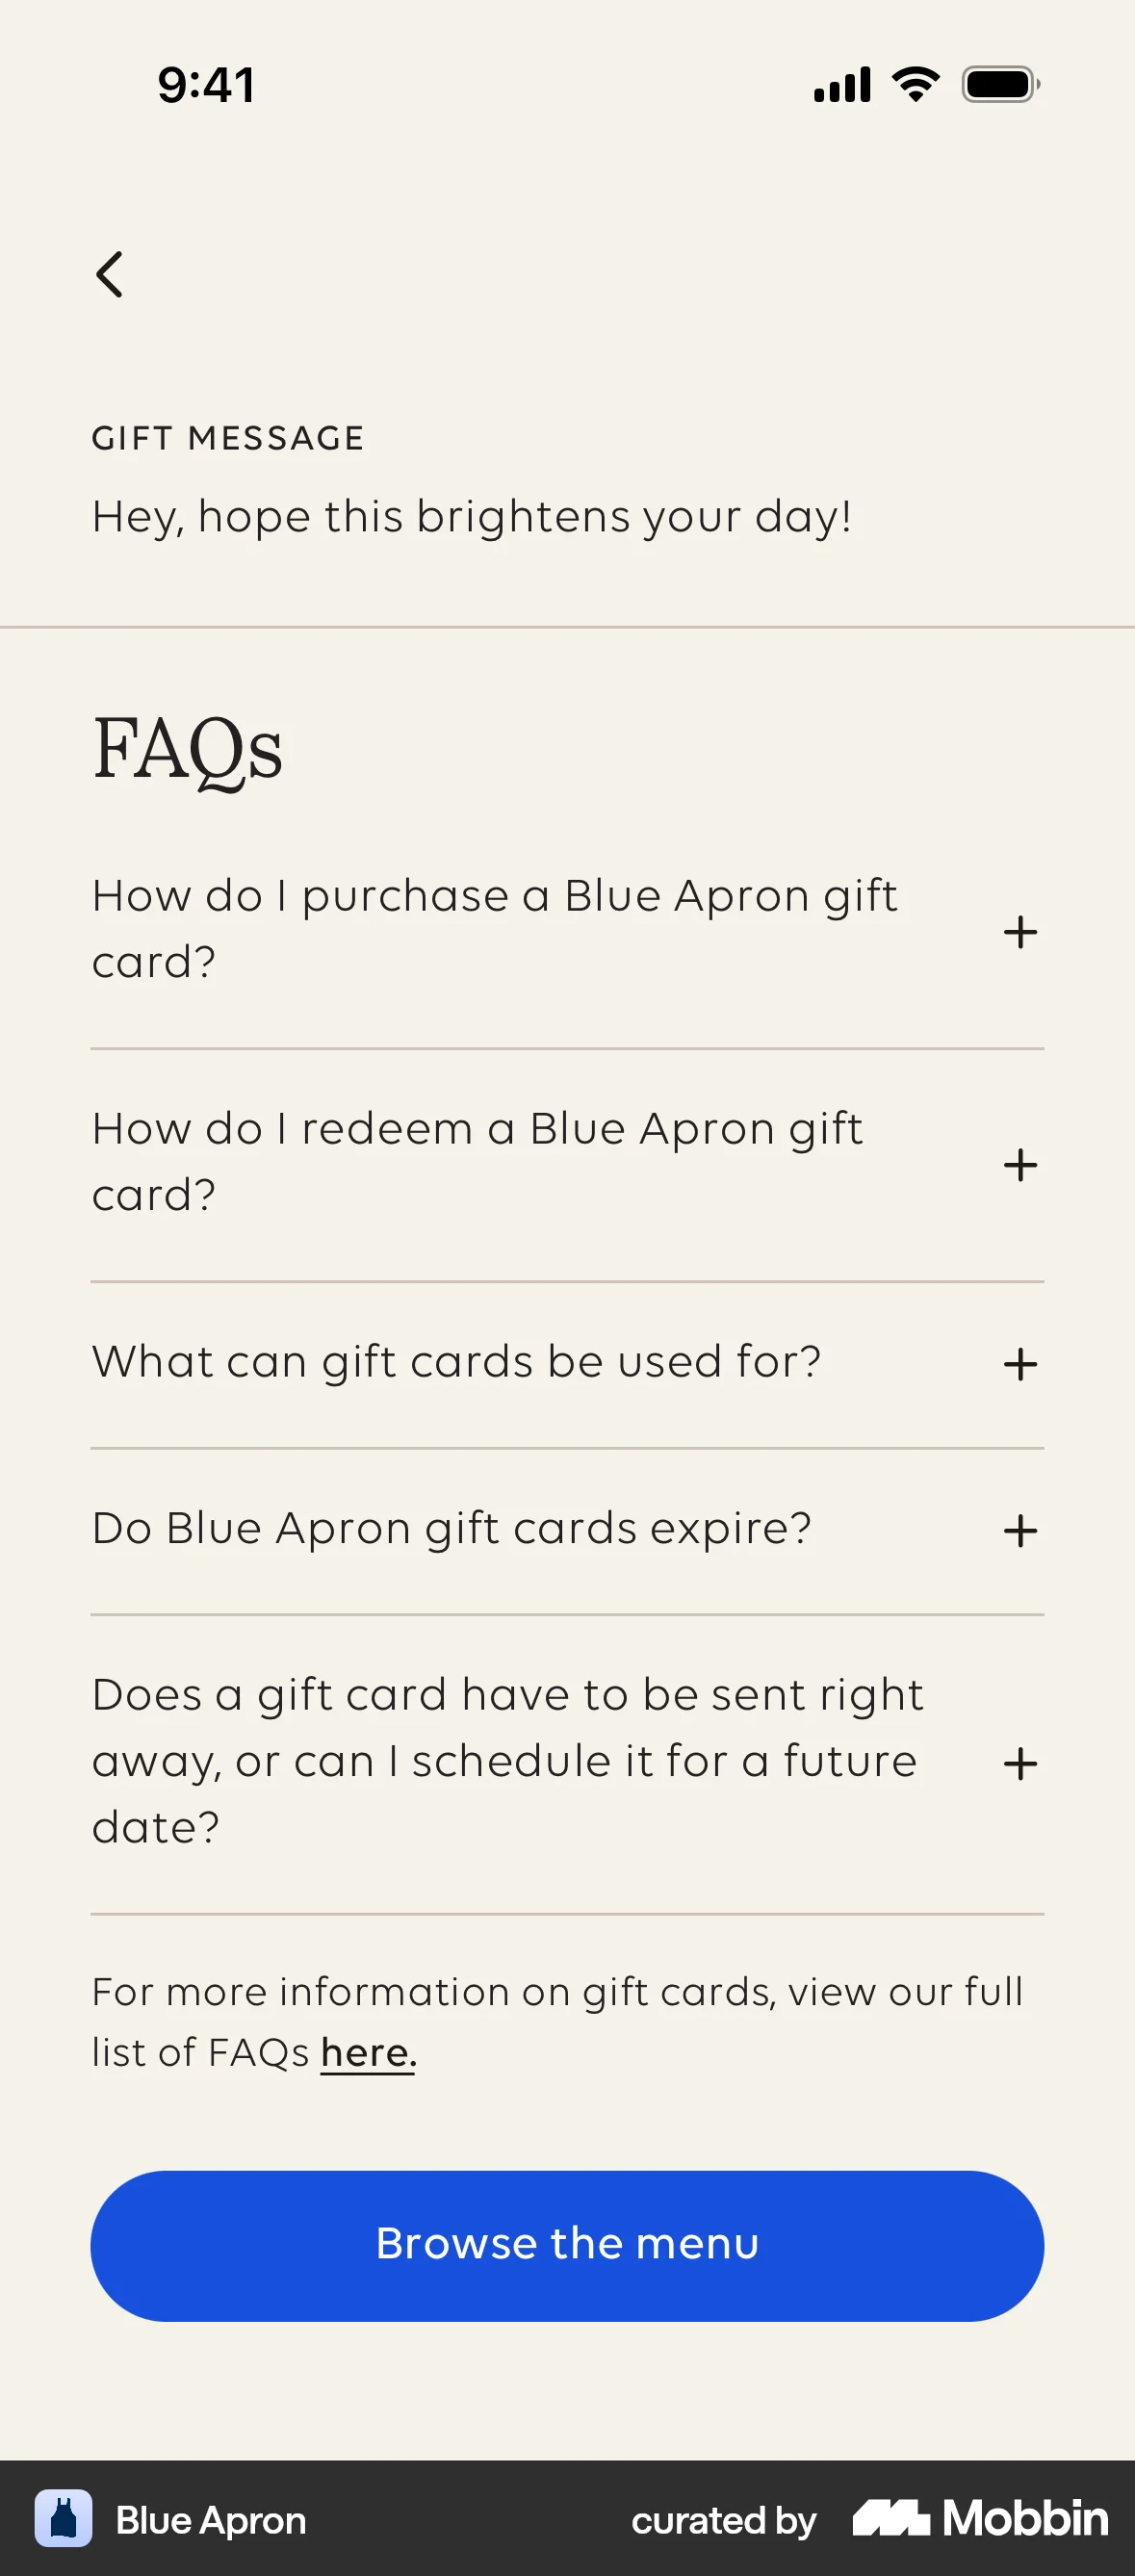 9:41
GIFT MESSAGE
Hey, hope this brightens your day!
FAQs
How do I purchase a Blue Apron gift
card?
How do I redeem a Blue Apron gift
card?
What can gift cards be used for?
Do Blue Apron gift cards expire?
Does a gift card have to be sent right
away, or can I schedule it for a future
date?
For more information on gift cards, view our full
list of FAQs here.
Browse the menu
Blue Apron
curated by Mobbin